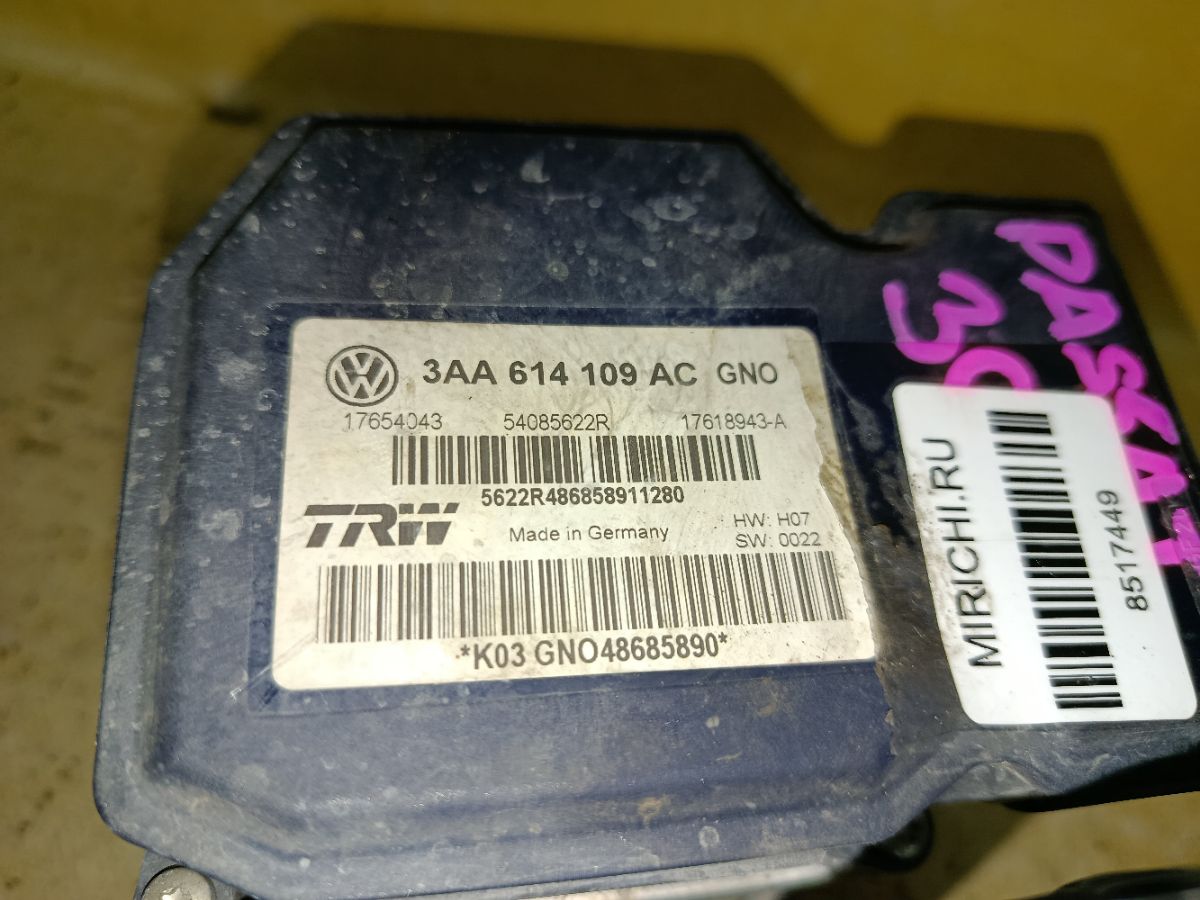 3AA 614 109 AC GNO
17654043 54085622R 17618943-A
5622R486858911280
TRW
Made in Germany
HW: H07
SW: 0022
*K03 GNO48685890*
MIRICHI.RU
8517449